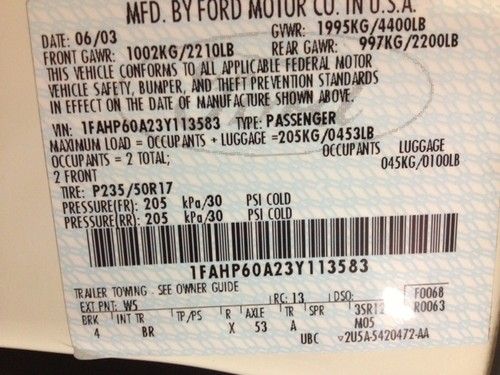 MFD. BY FORD MOTOR CO. IN U.S.A.
DATE: 06/03 GVWR: 1995KG/4400LB
FRONT GAWR: 1002KG/2210LB REAR GAWR: 997KG/2200LB
THIS VEHICLE CONFORMS TO ALL APPLICABLE FEDERAL MOTOR
VEHICLE SAFETY, BUMPER, AND THEFT PREVENTION STANDARDS
IN EFFECT ON THE DATE OF MANUFACTURE SHOWN ABOVE.
VIN: 1FAHP60A23Y113583 TYPE: PASSENGER
MAXIMUM LOAD = OCCUPANTS + LUGGAGE =205KG/0453LB
OCCUPANTS = 2 TOTAL; OCCUPANTS LUGGAGE
2 FRONT 045KG/0100LB
TIRE: P235/50R17
PRESSURE(FR): 205 kPa/30 PSI COLD
PRESSURE(RR): 205 kPa/30 PSI COLD
1FAHP60A23Y113583
TRAILER TOWING - SEE OWNER GUIDE
EXT PNT: W5 RC: 13 DSO: F0068
BRK INT TR TP/PS R AXLE TR SPR 3SR12 R0063
4 BR X 53 A M05
UBC 2U5A-5420472-AA